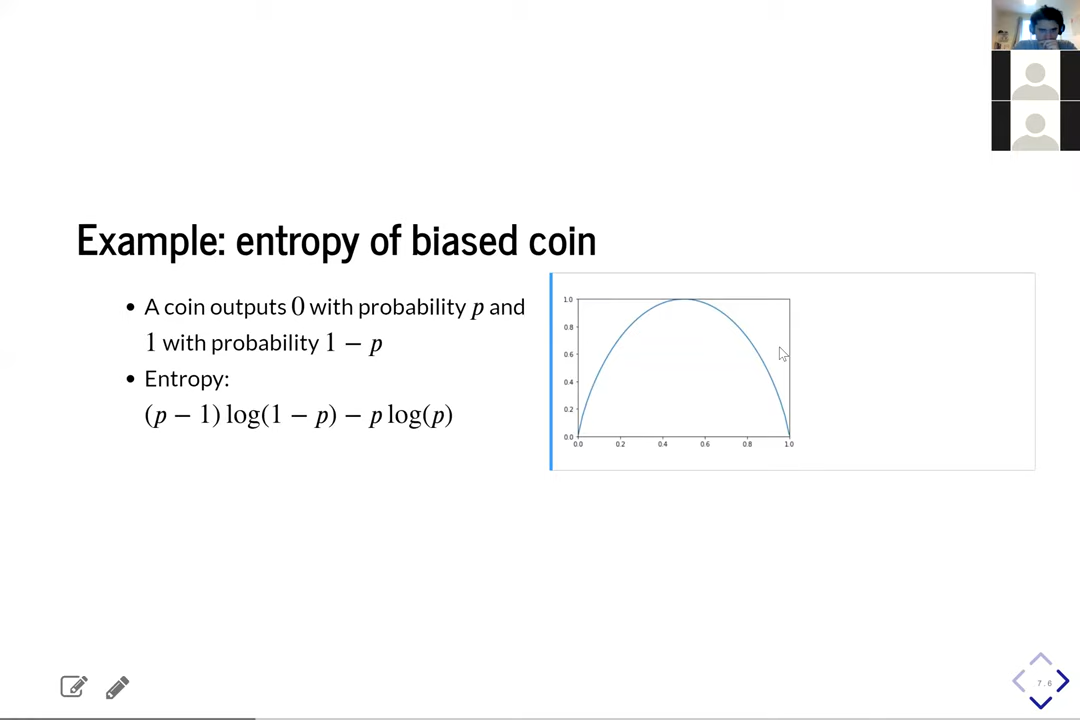 Example: entropy of biased coin
• A coin outputs 0 with probability p and
1 with probability 1 − p
• Entropy:
(p − 1) log(1 − p) − p log(p)
1.0
0.8
0.6
0.4
0.2
0.0
0.0 0.2 0.4 0.6 0.8 1.0
7.6